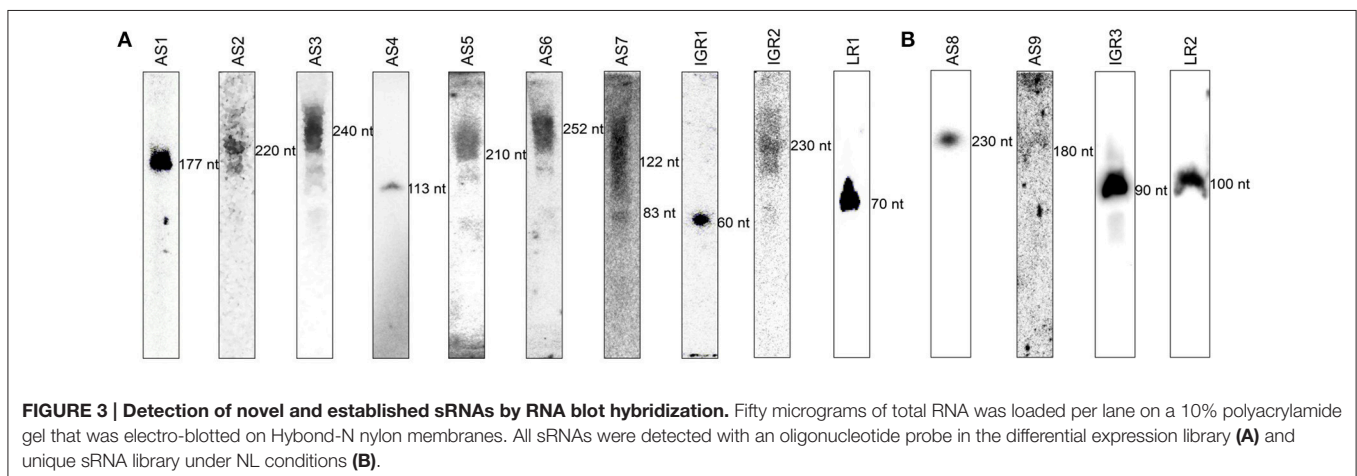 A
AS1
AS2
AS3
AS4
AS5
AS6
AS7
IGR1
IGR2
LR1
B
AS8
AS9
IGR3
LR2
177 nt
220 nt
240 nt
113 nt
210 nt
252 nt
122 nt
83 nt
60 nt
230 nt
70 nt
230 nt
180 nt
90 nt
100 nt
FIGURE 3 | Detection of novel and established sRNAs by RNA blot hybridization. Fifty micrograms of total RNA was loaded per lane on a 10% polyacrylamide
gel that was electro-blotted on Hybond-N nylon membranes. All sRNAs were detected with an oligonucleotide probe in the differential expression library (A) and
unique sRNA library under NL conditions (B).